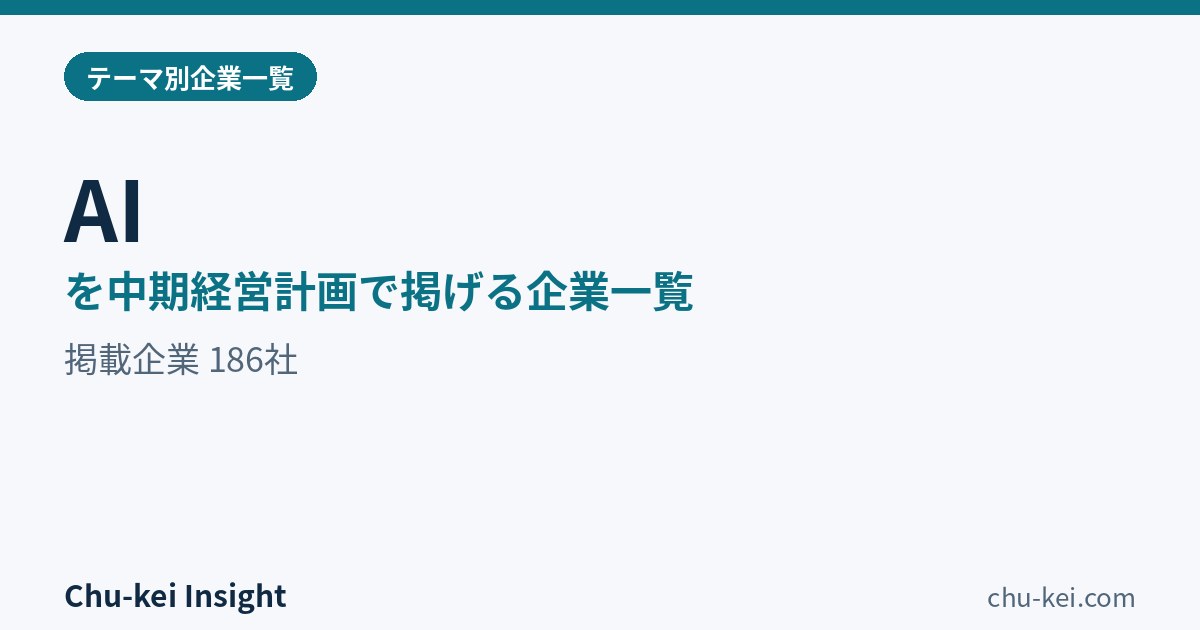 テーマ別企業一覧
AI
を中期経営計画で掲げる企業一覧
掲載企業 186社
Chu-kei Insight
chu-kei.com